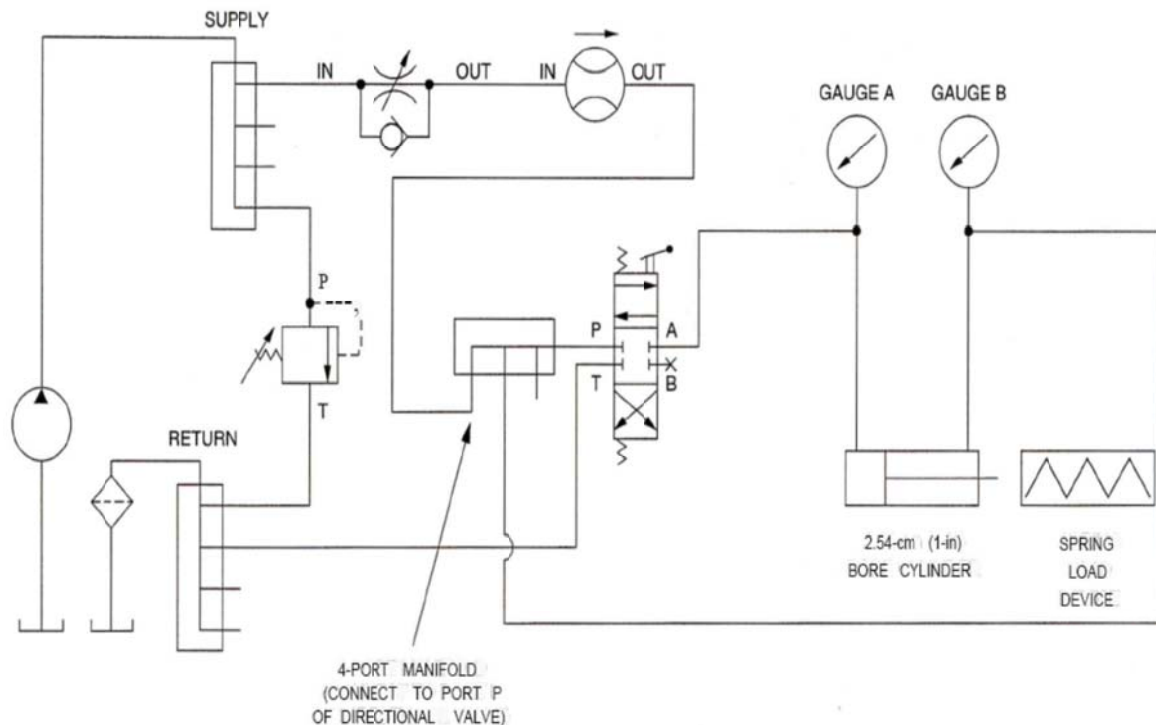 SUPPLY
IN
OUT
IN
OUT
GAUGE A
GAUGE B
P
T
RETURN
P
A
T
B
2.54-cm (1-in)
BORE CYLINDER
SPRING
LOAD
DEVICE
4-PORT MANIFOLD
(CONNECT TO PORT P
OF DIRECTIONAL VALVE)